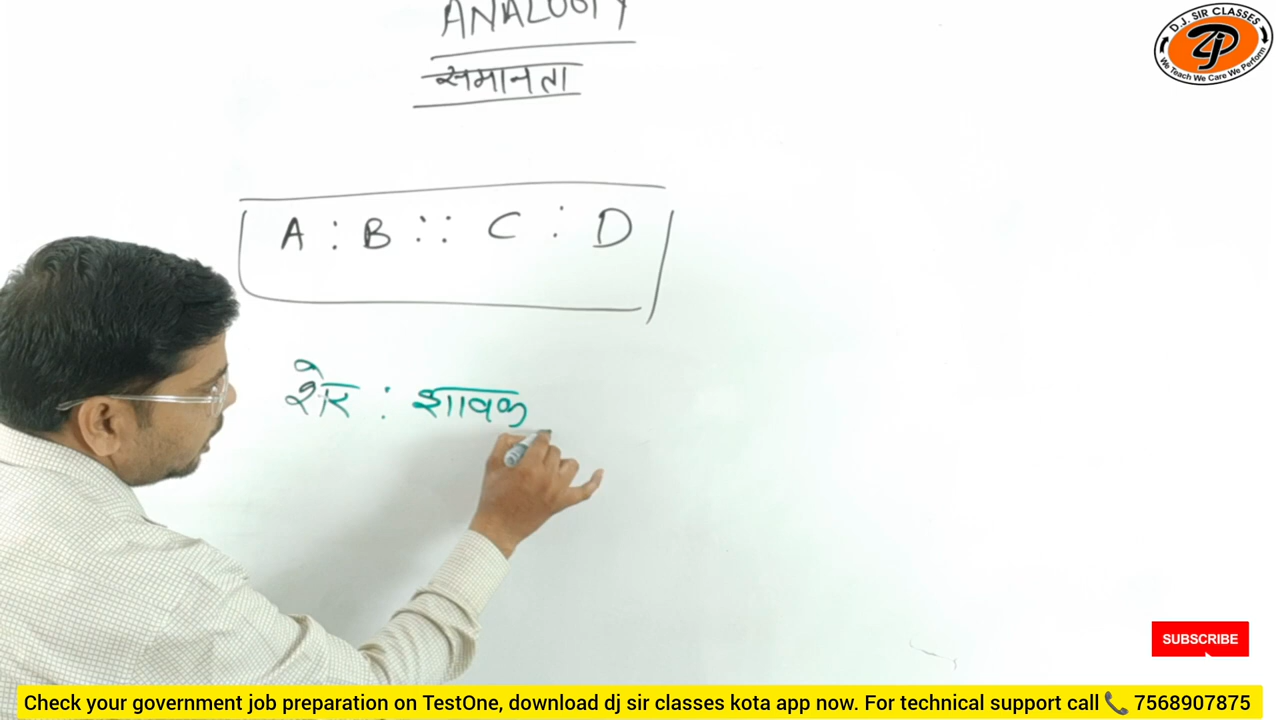 ANALOGY
समानता
A : B :: C : D
शेर : शावक
D.J. SIR CLASSES
We Teach We Care We Perform
SUBSCRIBE
Check your government job preparation on TestOne, download dj sir classes kota app now. For technical support call 📞 7568907875